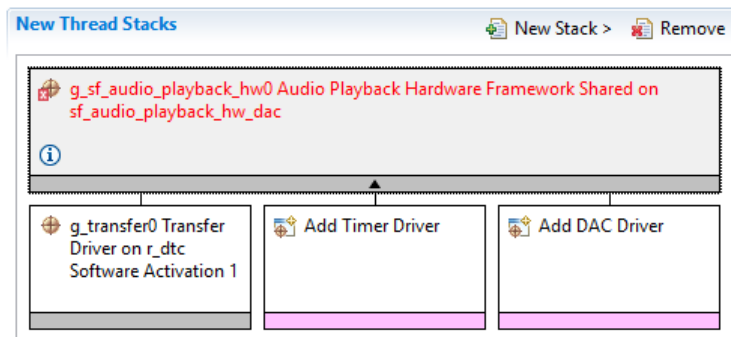 New Thread Stacks
New Stack >
Remove
g_sf_audio_playback_hw0 Audio Playback Hardware Framework Shared on
sf_audio_playback_hw_dac
g_transfer0 Transfer
Driver on r_dtc
Software Activation 1
Add Timer Driver
Add DAC Driver